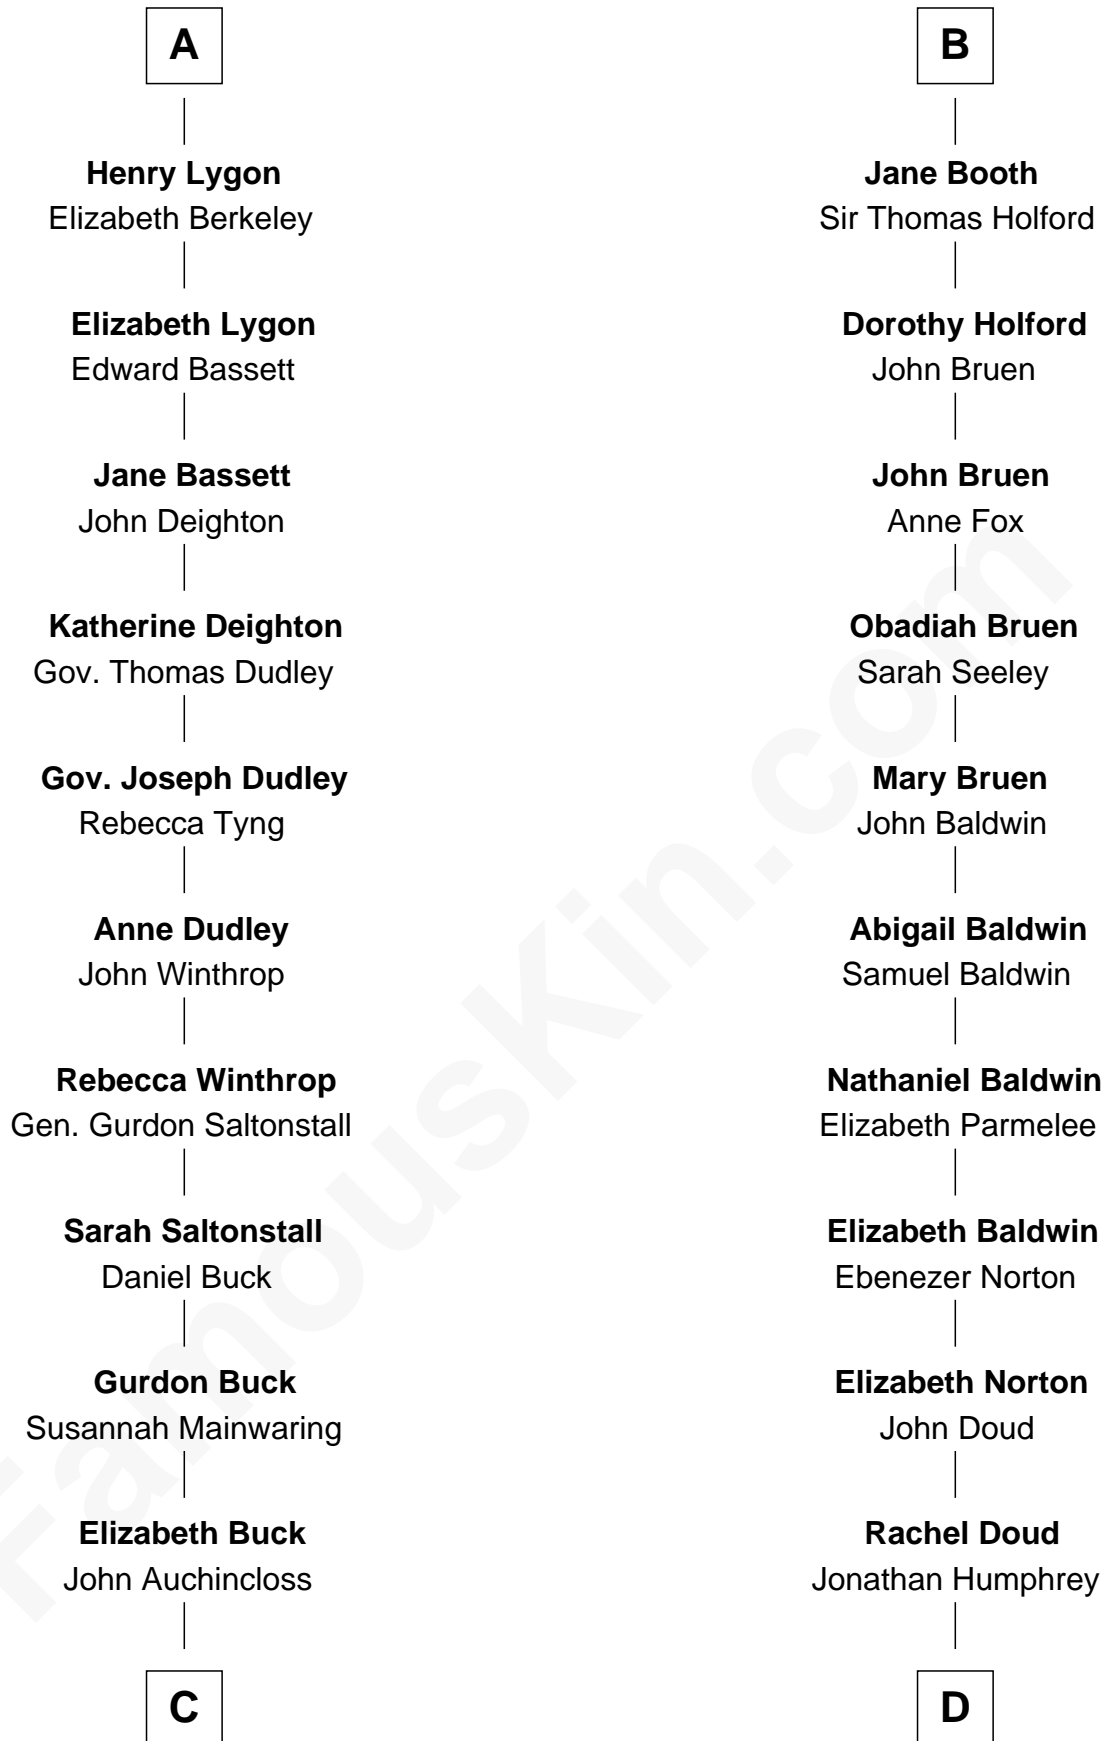 A
Henry Lygon
Elizabeth Berkeley
Elizabeth Lygon
Edward Bassett
Jane Bassett
John Deighton
Katherine Deighton
Gov. Thomas Dudley
Gov. Joseph Dudley
Rebecca Tyng
Anne Dudley
John Winthrop
Rebecca Winthrop
Gen. Gurdon Saltonstall
Sarah Saltonstall
Daniel Buck
Gurdon Buck
Susannah Mainwaring
Elizabeth Buck
John Auchincloss
C
B
Jane Booth
Sir Thomas Holford
Dorothy Holford
John Bruen
John Bruen
Anne Fox
Obadiah Bruen
Sarah Seeley
Mary Bruen
John Baldwin
Abigail Baldwin
Samuel Baldwin
Nathaniel Baldwin
Elizabeth Parmelee
Elizabeth Baldwin
Ebenezer Norton
Elizabeth Norton
John Doud
Rachel Doud
Jonathan Humphrey
D
FamousKin.com